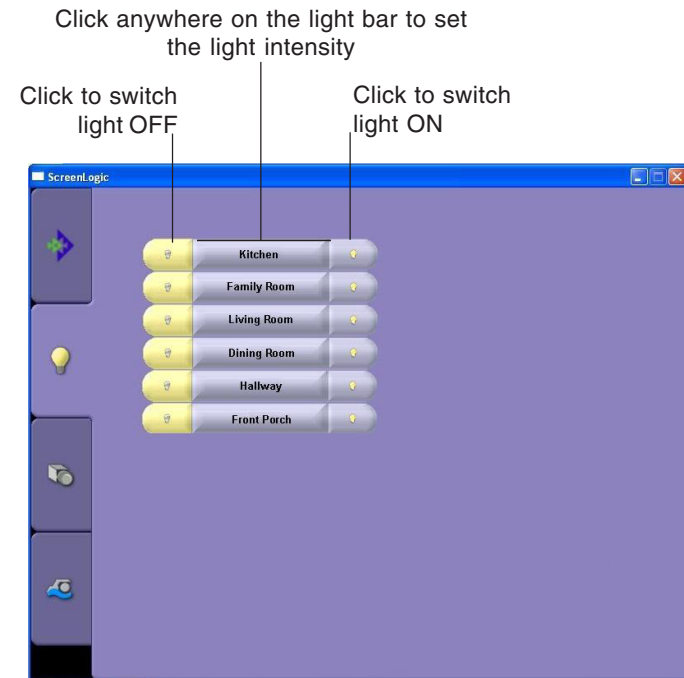 Click anywhere on the light bar to set
the light intensity
Click to switch
light OFF
Click to switch
light ON
ScreenLogic
Kitchen
Family Room
Living Room
Dining Room
Hallway
Front Porch